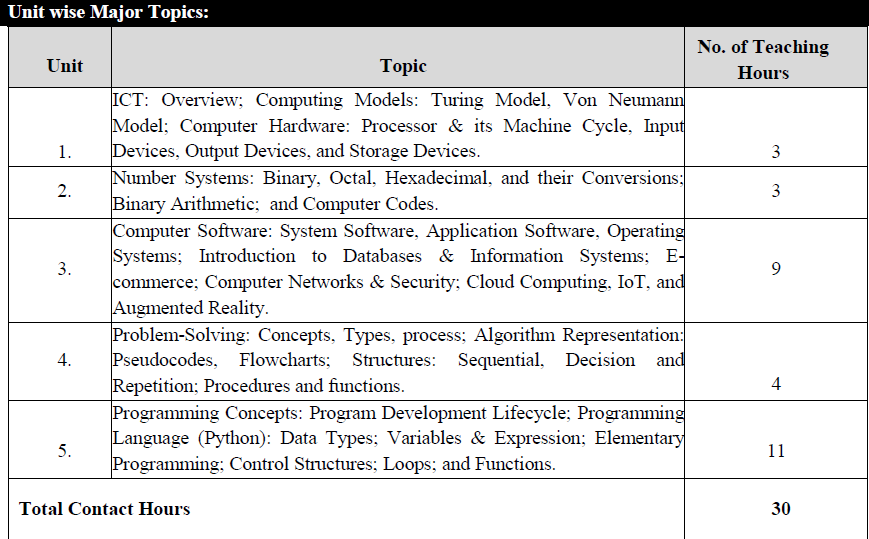 Unit wise Major Topics:
Unit
Topic
No. of Teaching
Hours
1.
ICT: Overview; Computing Models: Turing Model, Von Neumann
Model; Computer Hardware: Processor & its Machine Cycle, Input
Devices, Output Devices, and Storage Devices.
3
2.
Number Systems: Binary, Octal, Hexadecimal, and their Conversions;
Binary Arithmetic; and Computer Codes.
3
3.
Computer Software: System Software, Application Software, Operating
Systems; Introduction to Databases & Information Systems; E-
commerce; Computer Networks & Security; Cloud Computing, IoT, and
Augmented Reality.
9
4.
Problem-Solving: Concepts, Types, process; Algorithm Representation:
Pseudocodes, Flowcharts; Structures: Sequential, Decision and
Repetition; Procedures and functions.
4
5.
Programming Concepts: Program Development Lifecycle; Programming
Language (Python): Data Types; Variables & Expression; Elementary
Programming; Control Structures; Loops; and Functions.
11
Total Contact Hours
30